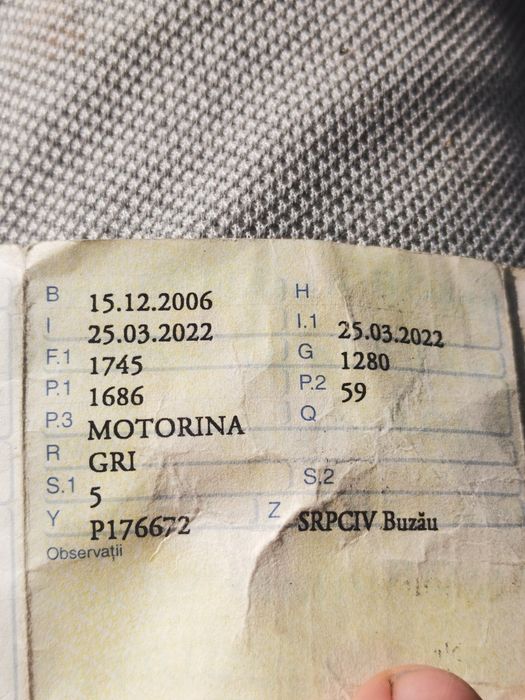 B 15.12.2006 H
I 25.03.2022 I.1 25.03.2022
F.1 1745 G 1280
P.1 1686 P.2 59
P.3 MOTORINA Q
R GRI
S.1 5 S.2
Y P176672 Z SRPCIV Buzău
Observații